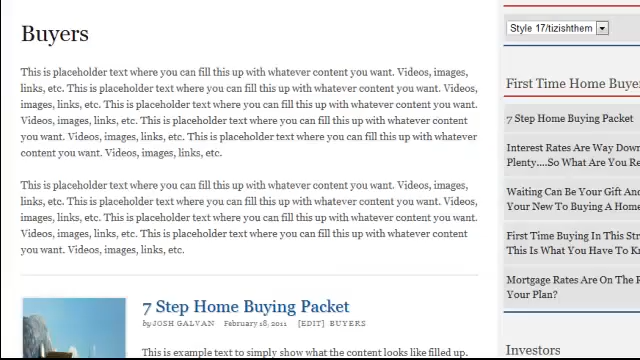 Buyers
This is placeholder text where you can fill this up with whatever content you want. Videos, images,
links, etc. This is placeholder text where you can fill this up with whatever content you want. Videos,
images, links, etc. This is placeholder text where you can fill this up with whatever content you want.
Videos, images, links, etc. This is placeholder text where you can fill this up with whatever content
you want. Videos, images, links, etc. This is placeholder text where you can fill this up with whatever
content you want. Videos, images, links, etc.
This is placeholder text where you can fill this up with whatever content you want. Videos, images,
links, etc. This is placeholder text where you can fill this up with whatever content you want. Videos,
images, links, etc. This is placeholder text where you can fill this up with whatever content you want.
Videos, images, links, etc. This is placeholder text where you can fill this up with whatever content
you want. Videos, images, links, etc.
7 Step Home Buying Packet
by JOSH GALVAN February 18, 2011 [EDIT] BUYERS
This is example text to simply show what the content looks like filled up.
Style 17/tizishthem
First Time Home Buyer
7 Step Home Buying Packet
Interest Rates Are Way Down
Plenty....So What Are You Re
Waiting Can Be Your Gift And
Your New To Buying A Home
First Time Buying In This Str
This Is What You Have To Kn
Mortgage Rates Are On The R
Your Plan?
Investors